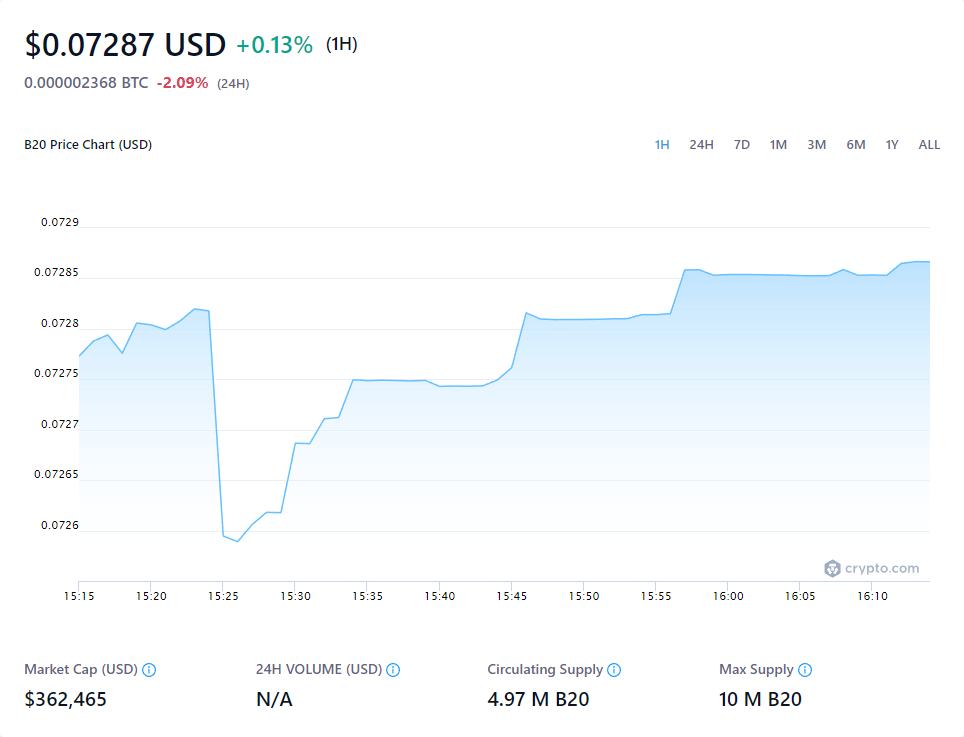 $0.07287 USD +0.13% (1H)
0.000002368 BTC -2.09% (24H)
B20 Price Chart (USD) 1H 24H 7D 1M 3M 6M 1Y ALL
0.0729
0.07285
0.0728
0.07275
0.0727
0.07265
0.0726
crypto.com
15:15 15:20 15:25 15:30 15:35 15:40 15:45 15:50 15:55 16:00 16:05 16:10
Market Cap (USD) 24H VOLUME (USD) Circulating Supply Max Supply
$362,465 N/A 4.97 M B20 10 M B20